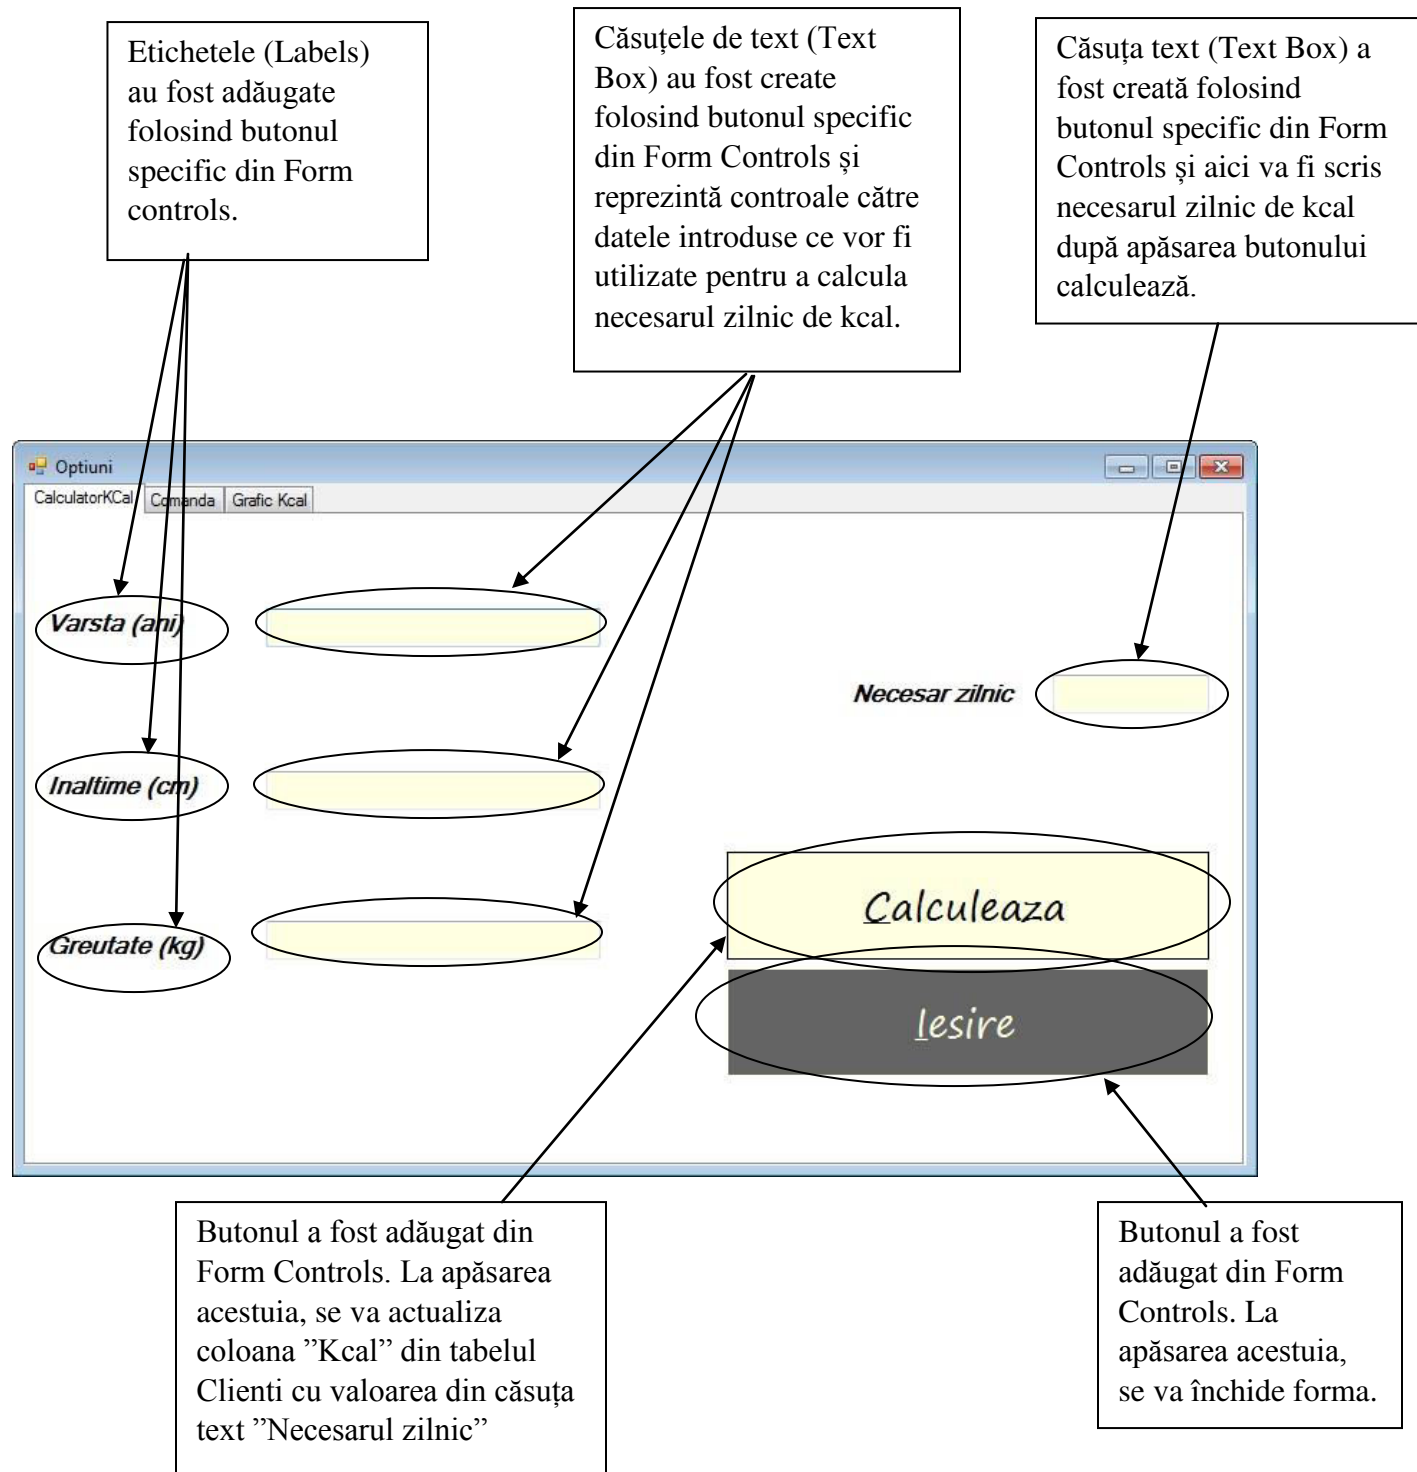 Etichetele (Labels)
au fost adăugate
folosind butonul
specific din Form
controls.
Căsuțele de text (Text
Box) au fost create
folosind butonul specific
din Form Controls și
reprezintă controale către
datele introduse ce vor fi
utilizate pentru a calcula
necesarul zilnic de kcal.
Căsuța text (Text Box) a
fost creată folosind
butonul specific din Form
Controls și aici va fi scris
necesarul zilnic de kcal
după apăsarea butonului
calculează.
Optiuni
CalculatorKCal Comanda Grafic Kcal
Varsta (ani)
Necesar zilnic
Inaltime (cm)
Calculeaza
Greutate (kg)
Iesire
Butonul a fost adăugat din
Form Controls. La apăsarea
acestuia, se va actualiza
coloana ”Kcal” din tabelul
Clienti cu valoarea din căsuța
text ”Necesarul zilnic”
Butonul a fost
adăugat din Form
Controls. La
apăsarea acestuia,
se va închide forma.